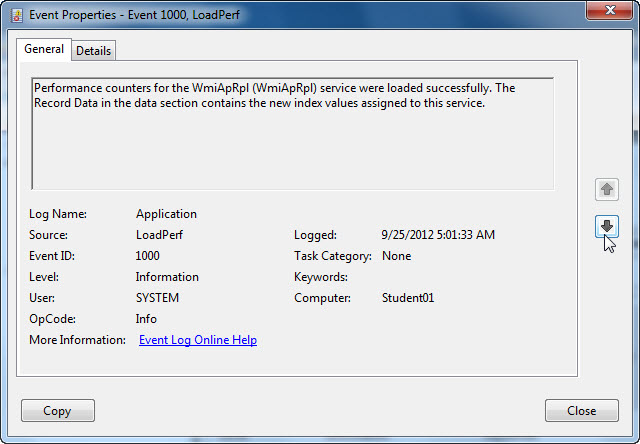 Event Properties - Event 1000, LoadPerf
General Details
Performance counters for the WmiApRpl (WmiApRpl) service were loaded successfully. The
Record Data in the data section contains the new index values assigned to this service.
Log Name: Application
Source: LoadPerf Logged: 9/25/2012 5:01:33 AM
Event ID: 1000 Task Category: None
Level: Information Keywords:
User: SYSTEM Computer: Student01
OpCode: Info
More Information: Event Log Online Help
Copy Close